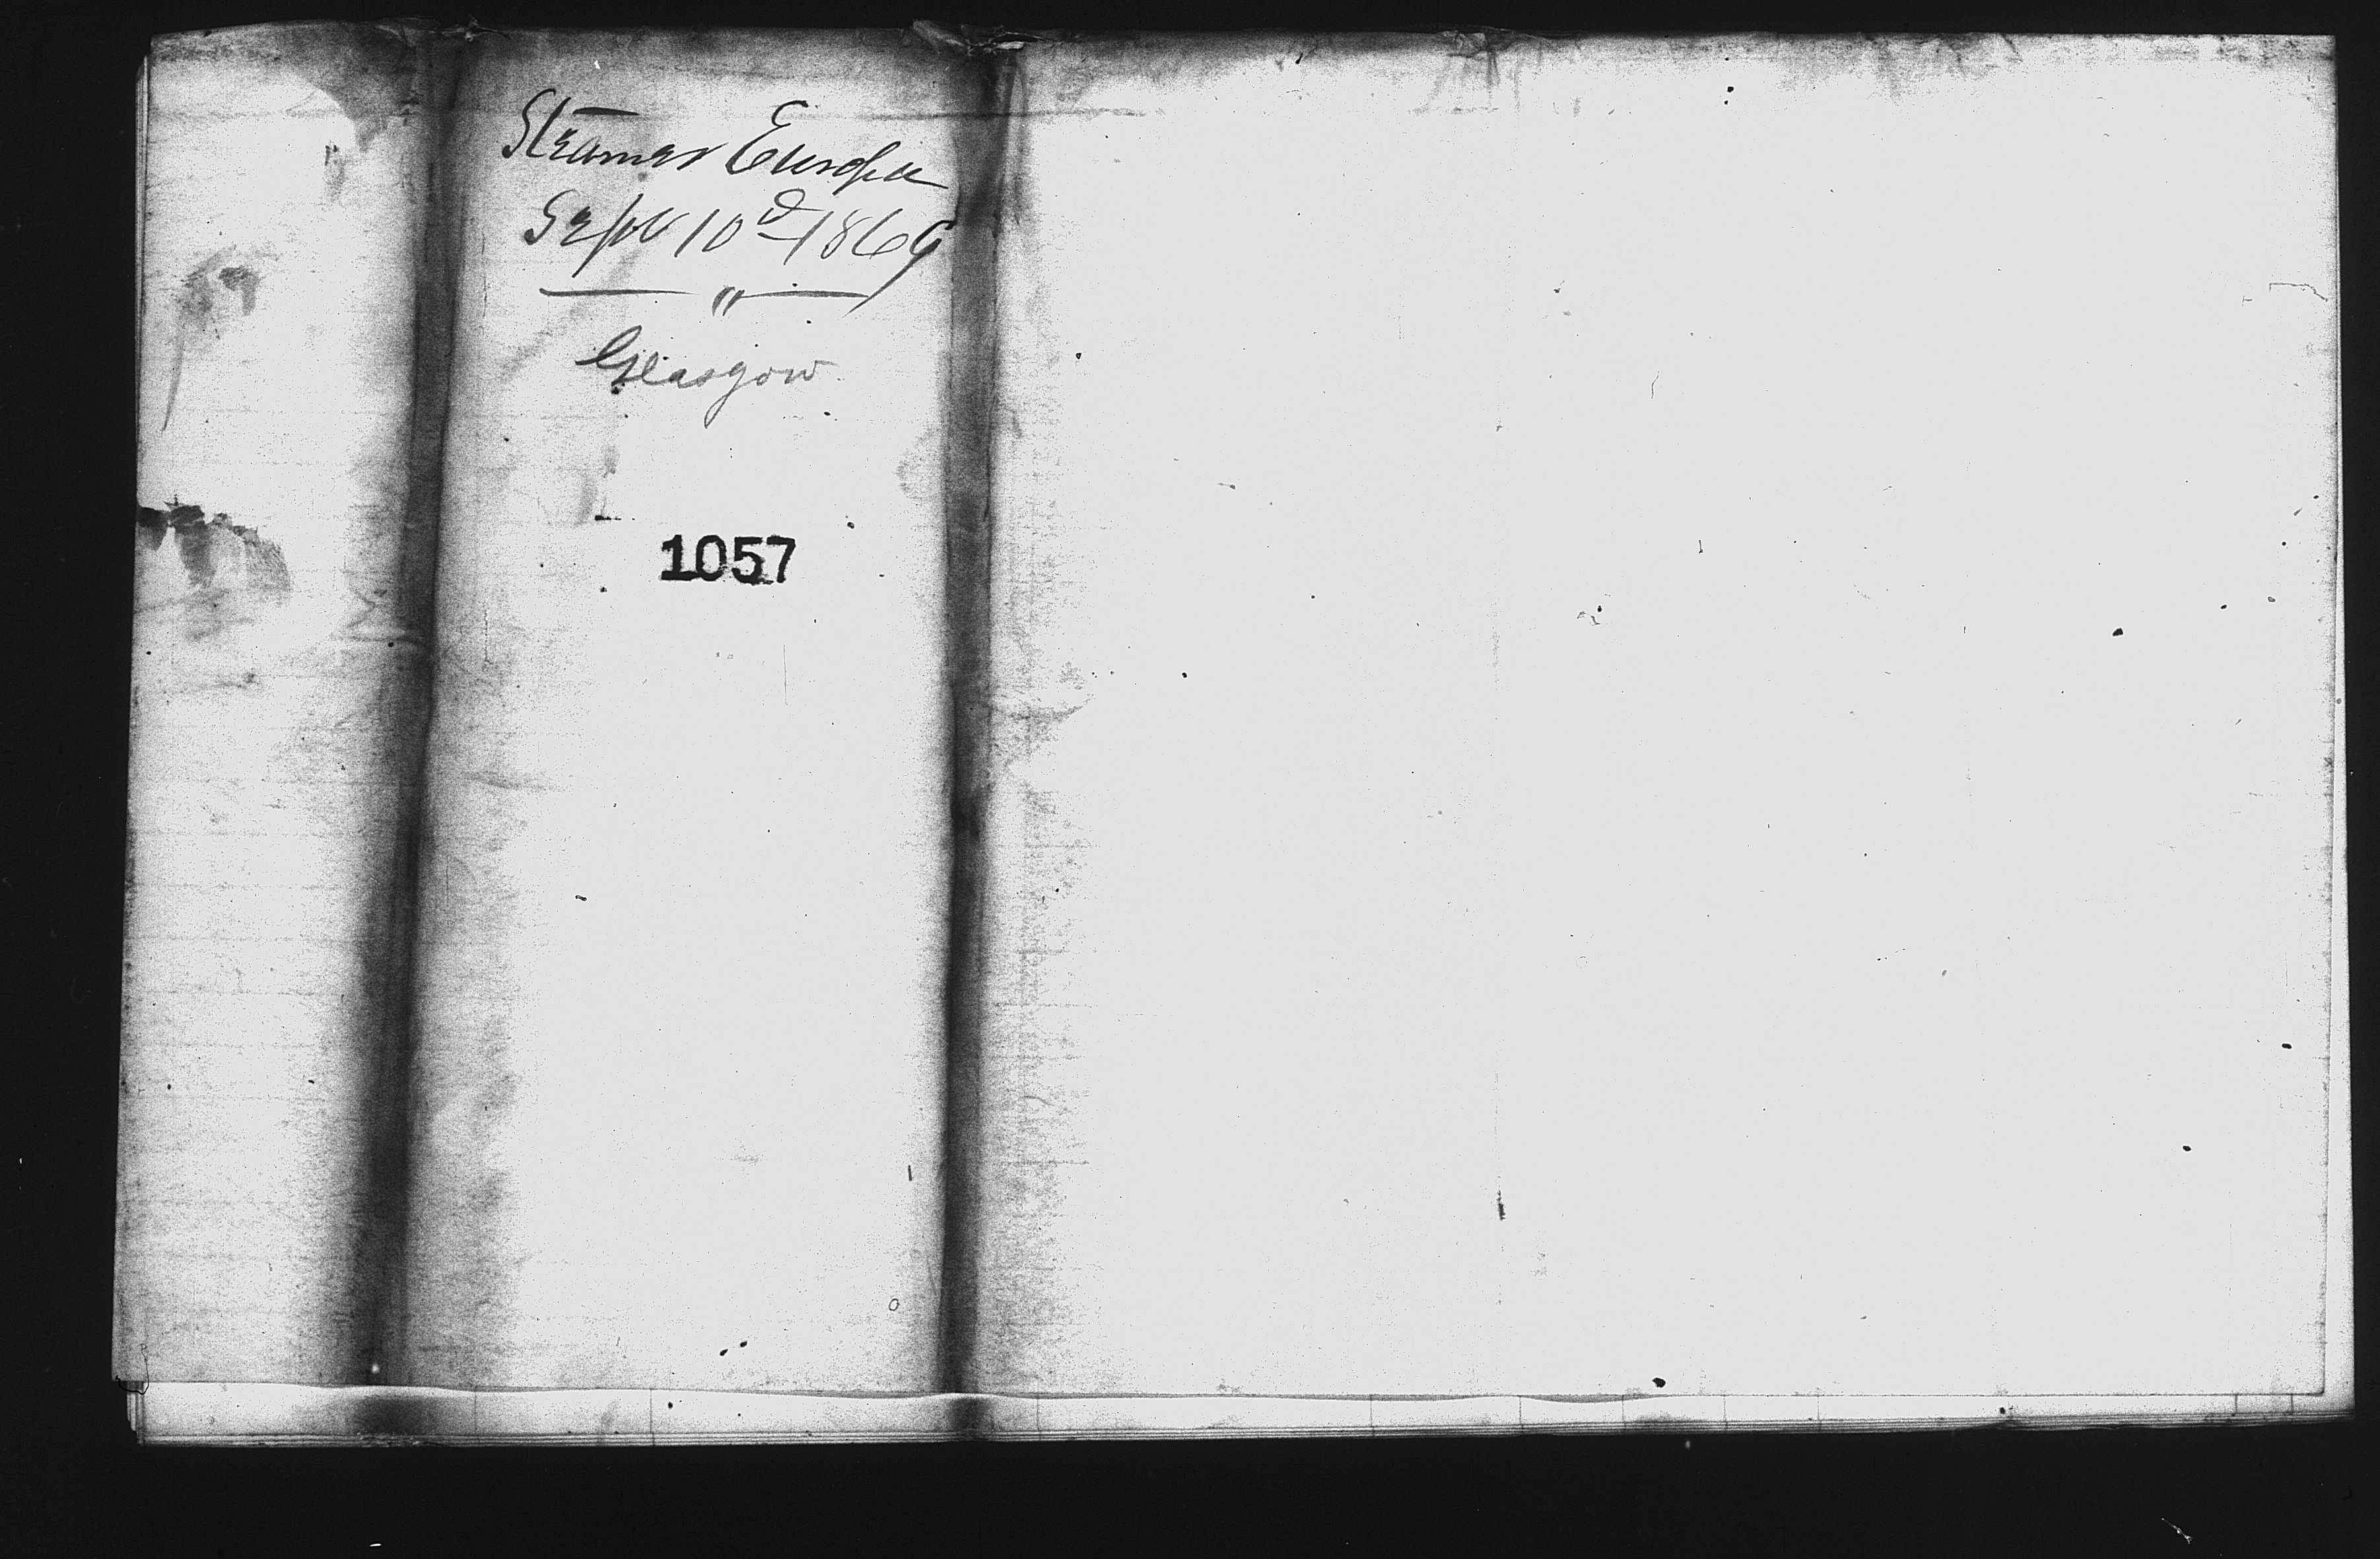 Steamer Europa
Sept 10th 1869
"
Glasgow
1057